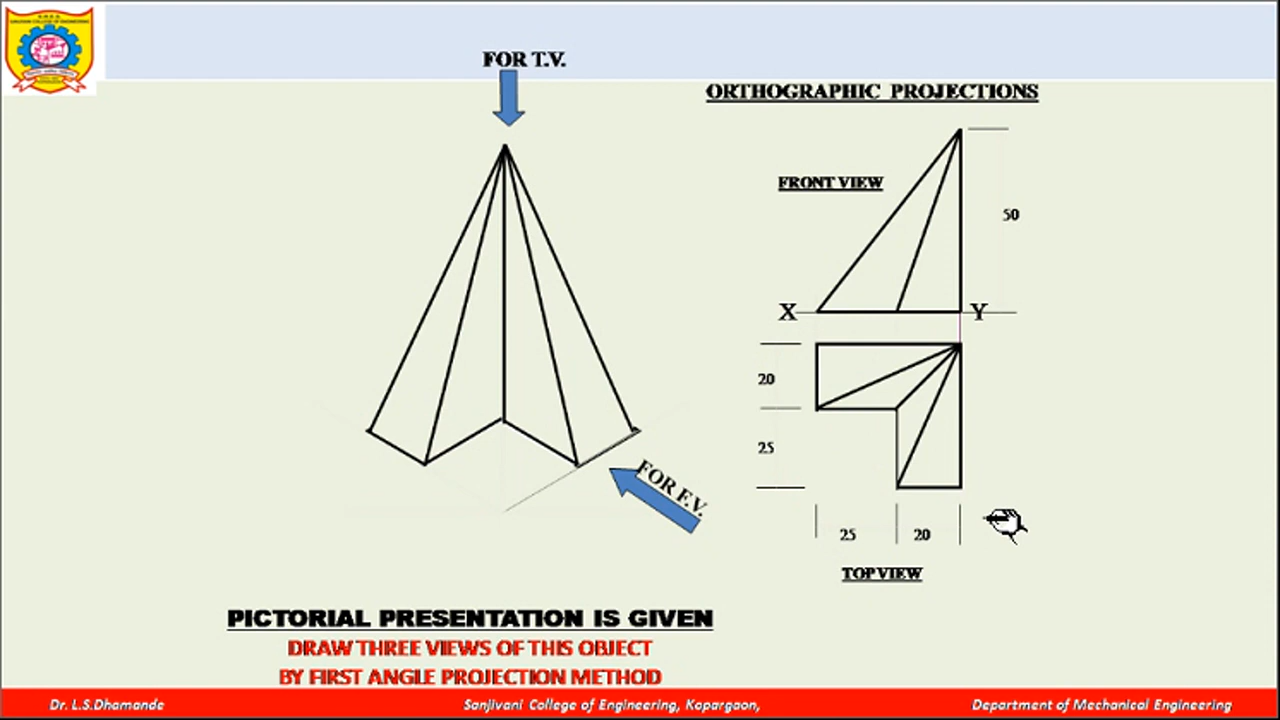 FOR T.V.
ORTHOGRAPHIC PROJECTIONS
FRONT VIEW
50
X
Y
20
25
FOR F.V.
25
20
TOP VIEW
PICTORIAL PRESENTATION IS GIVEN
DRAW THREE VIEWS OF THIS OBJECT
BY FIRST ANGLE PROJECTION METHOD
Dr. L.S.Dhamande
Sanjivani College of Engineering, Kopargaon,
Department of Mechanical Engineering